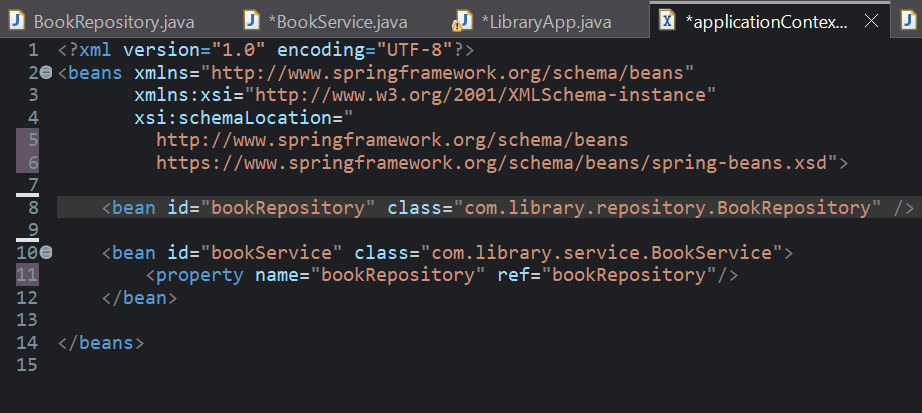 BookRepository.java *BookService.java *LibraryApp.java *applicationContex...
1 <?xml version="1.0" encoding="UTF-8"?>
2 <beans xmlns="http://www.springframework.org/schema/beans"
3 xmlns:xsi="http://www.w3.org/2001/XMLSchema-instance"
4 xsi:schemaLocation="
5 http://www.springframework.org/schema/beans
6 https://www.springframework.org/schema/beans/spring-beans.xsd">
7
8 <bean id="bookRepository" class="com.library.repository.BookRepository" />
9
10 <bean id="bookService" class="com.library.service.BookService">
11 <property name="bookRepository" ref="bookRepository"/>
12 </bean>
13
14 </beans>
15